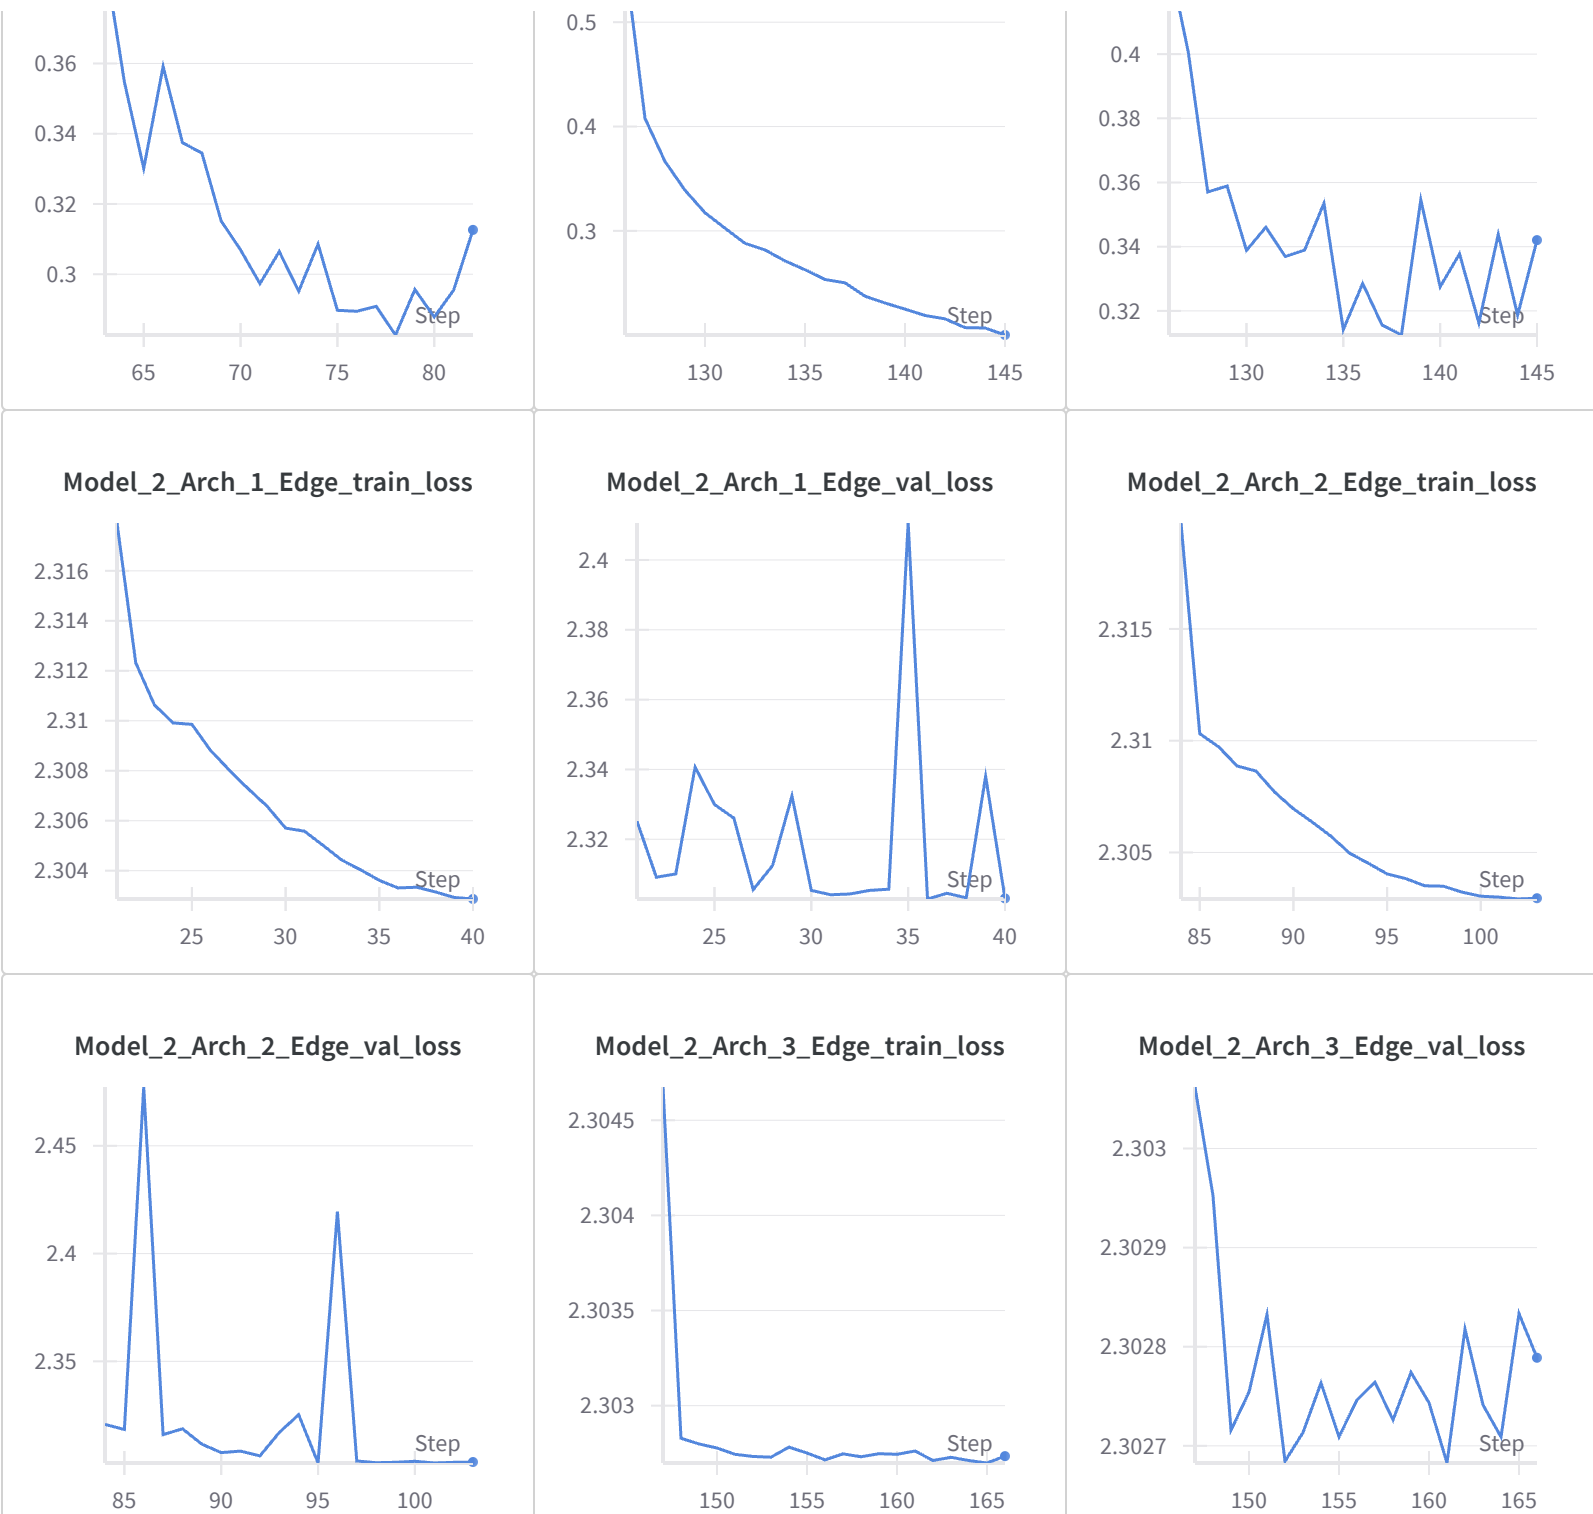 0.36
0.34
0.32
0.3
Step
65 70 75 80
0.5
0.4
0.3
Step
130 135 140 145
0.4
0.38
0.36
0.34
0.32
Step
130 135 140 145
Model_2_Arch_1_Edge_train_loss
2.316
2.314
2.312
2.31
2.308
2.306
2.304
Step
25 30 35 40
Model_2_Arch_1_Edge_val_loss
2.4
2.38
2.36
2.34
2.32
Step
25 30 35 40
Model_2_Arch_2_Edge_train_loss
2.315
2.31
2.305
Step
85 90 95 100
Model_2_Arch_2_Edge_val_loss
2.45
2.4
2.35
Step
85 90 95 100
Model_2_Arch_3_Edge_train_loss
2.3045
2.304
2.3035
2.303
Step
150 155 160 165
Model_2_Arch_3_Edge_val_loss
2.303
2.3029
2.3028
2.3027
Step
150 155 160 165